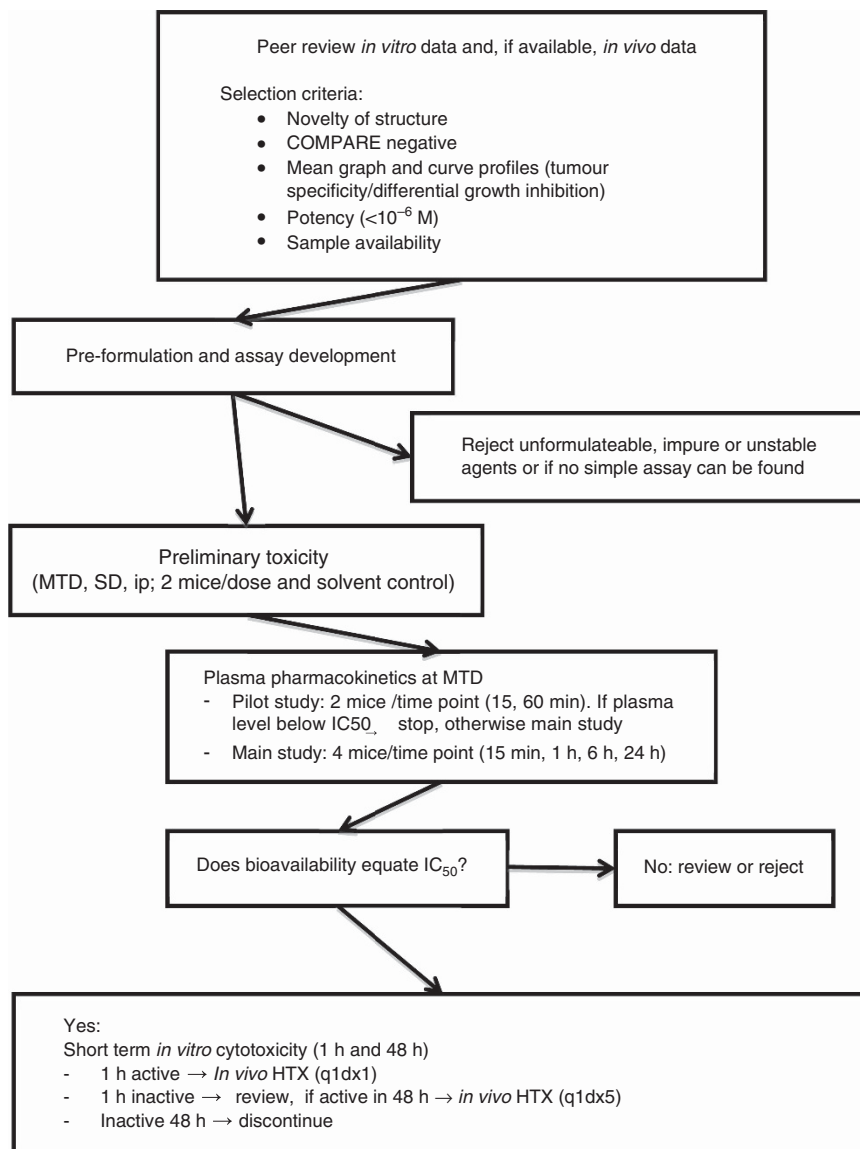 Peer review in vitro data and, if available, in vivo data
Selection criteria:
• Novelty of structure
• COMPARE negative
• Mean graph and curve profiles (tumour
specificity/differential growth inhibition)
• Potency (<10⁻⁶ M)
• Sample availability
Pre-formulation and assay development
Reject unformulateable, impure or unstable
agents or if no simple assay can be found
Preliminary toxicity
(MTD, SD, ip; 2 mice/dose and solvent control)
Plasma pharmacokinetics at MTD
- Pilot study: 2 mice /time point (15, 60 min). If plasma
level below IC50→ stop, otherwise main study
- Main study: 4 mice/time point (15 min, 1 h, 6 h, 24 h)
Does bioavailability equate IC₅₀?
No: review or reject
Yes:
Short term in vitro cytotoxicity (1 h and 48 h)
- 1 h active → In vivo HTX (q1dx1)
- 1 h inactive → review, if active in 48 h → in vivo HTX (q1dx5)
- Inactive 48 h → discontinue